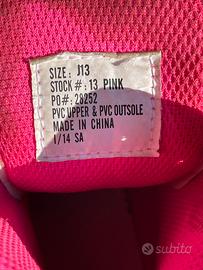 SIZE: J13
STOCK #: 13 PINK
PO#: 28252
PVC UPPER & PVC OUTSOLE
MADE IN CHINA
1/14 SA
subito